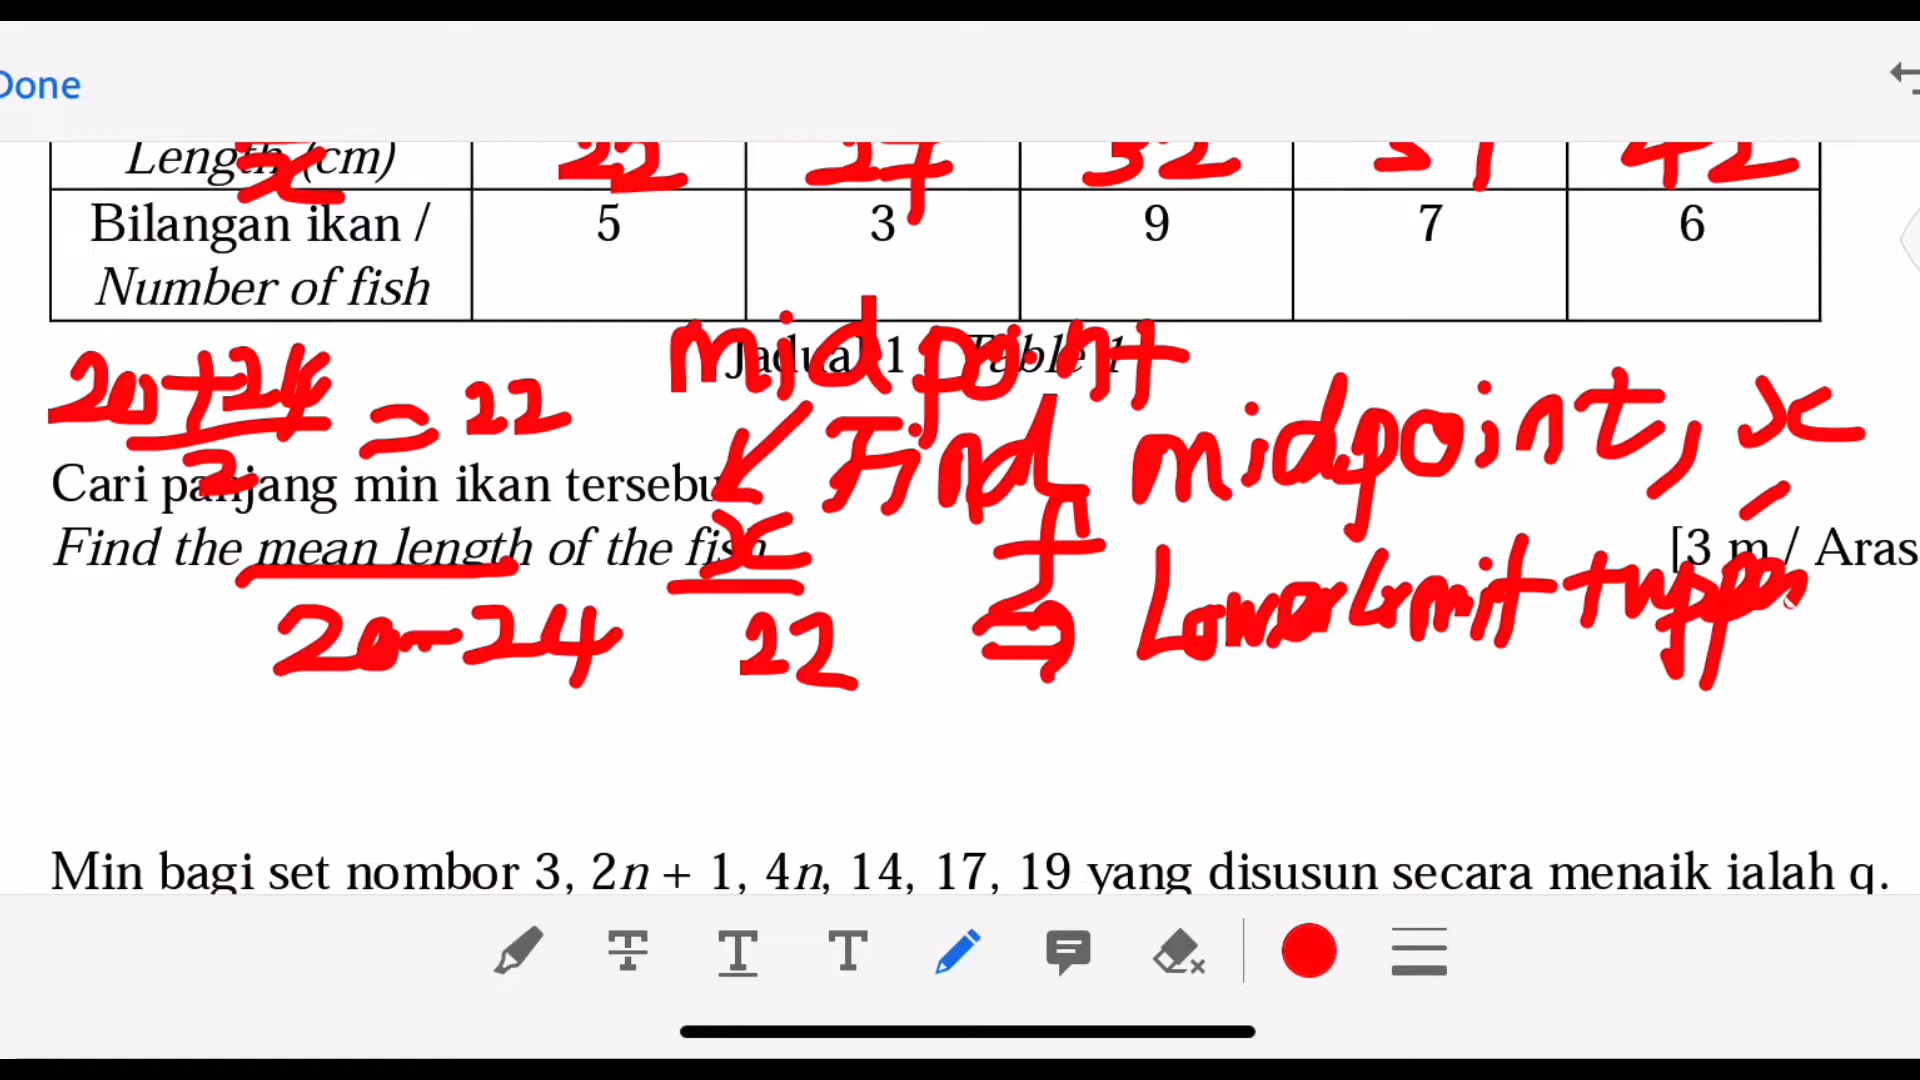 Done
Length (cm) x 22 27 32 37 42
Bilangan ikan / 5 3 9 7 6
Number of fish
Jadual 1 Table 1
midpoint
20+24 = 22
2
Find midpoint, x
Cari panjang min ikan tersebu
x
Find the mean length of the fish [3 m / Aras
20-24 22 ⇒ Lower limit + upper
Min bagi set nombor 3, 2n + 1, 4n, 14, 17, 19 yang disusun secara menaik ialah q.
T T T